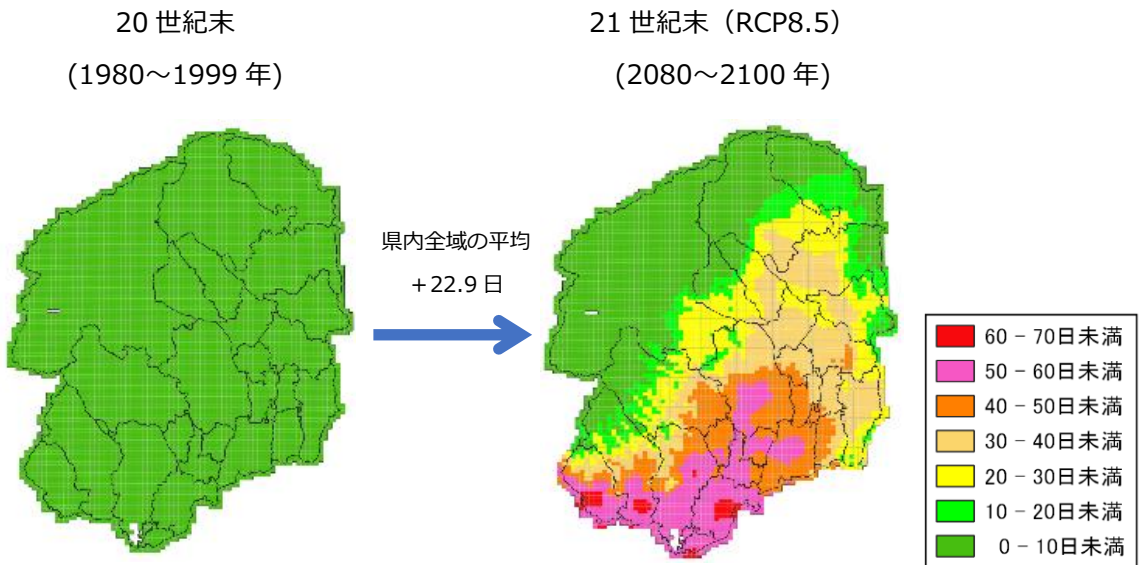 20 世紀末
(1980～1999 年)
21 世紀末（RCP8.5）
(2080～2100 年)
県内全域の平均
＋22.9 日
60 − 70日未満
50 − 60日未満
40 − 50日未満
30 − 40日未満
20 − 30日未満
10 − 20日未満
0 − 10日未満